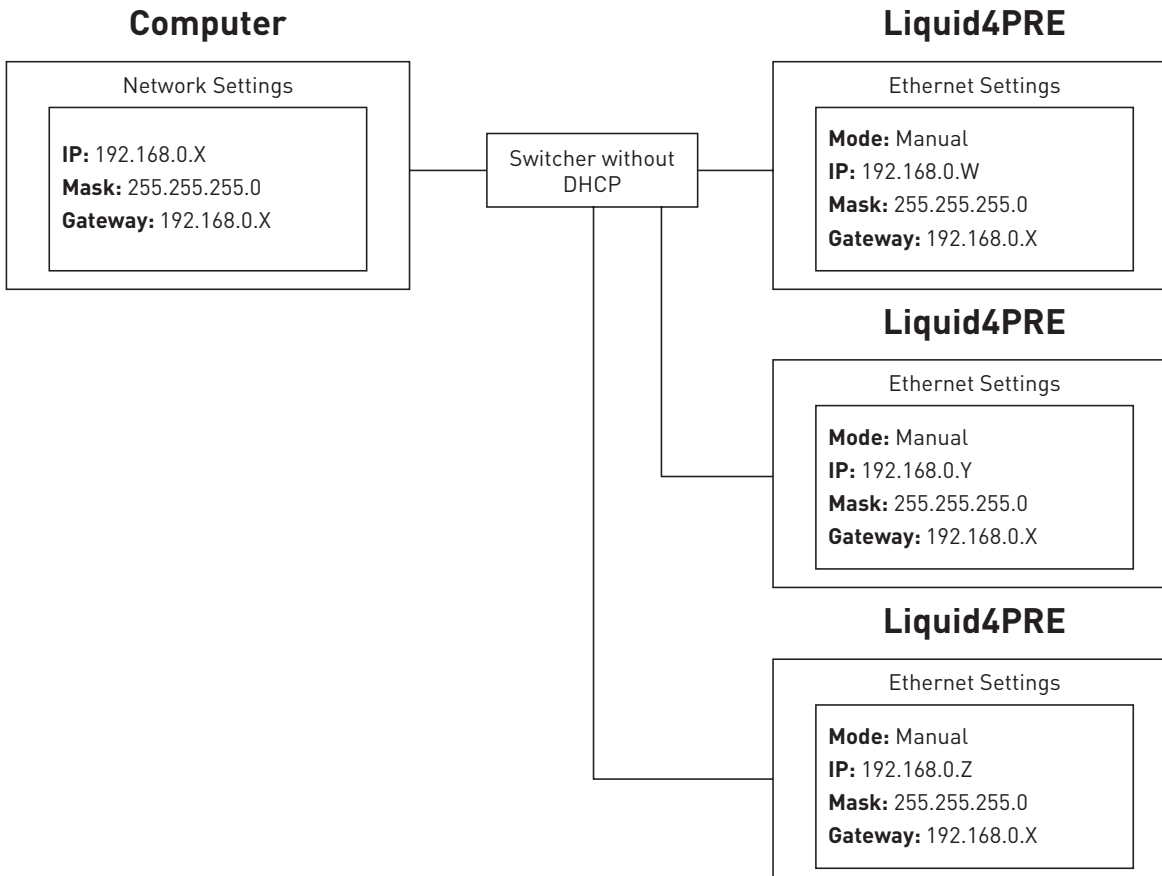 Computer
Network Settings
IP: 192.168.0.X
Mask: 255.255.255.0
Gateway: 192.168.0.X
Switcher without
DHCP
Liquid4PRE
Ethernet Settings
Mode: Manual
IP: 192.168.0.W
Mask: 255.255.255.0
Gateway: 192.168.0.X
Liquid4PRE
Ethernet Settings
Mode: Manual
IP: 192.168.0.Y
Mask: 255.255.255.0
Gateway: 192.168.0.X
Liquid4PRE
Ethernet Settings
Mode: Manual
IP: 192.168.0.Z
Mask: 255.255.255.0
Gateway: 192.168.0.X